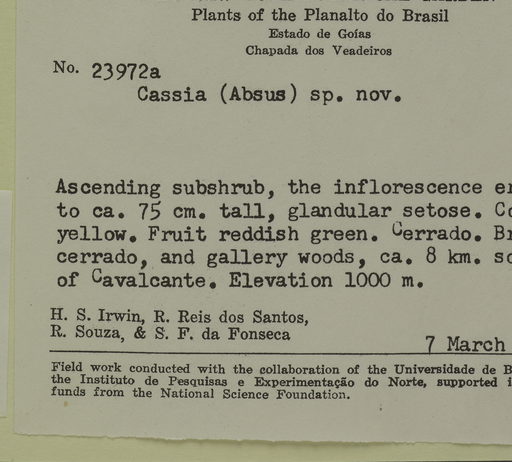 Plants of the Planalto do Brasil
Estado de Goías
Chapada dos Veadeiros
No. 23972a
Cassia (Absus) sp. nov.
Ascending subshrub, the inflorescence
to ca. 75 cm. tall, glandular setose.
yellow. Fruit reddish green. Cerrado.
cerrado, and gallery woods, ca. 8 km.
of Cavalcante. Elevation 1000 m.
H. S. Irwin, R. Reis dos Santos,
R. Souza, & S. F. da Fonseca
7 March
Field work conducted with the collaboration of the Universidade de
the Instituto de Pesquisas e Experimentação do Norte, supported
funds from the National Science Foundation.